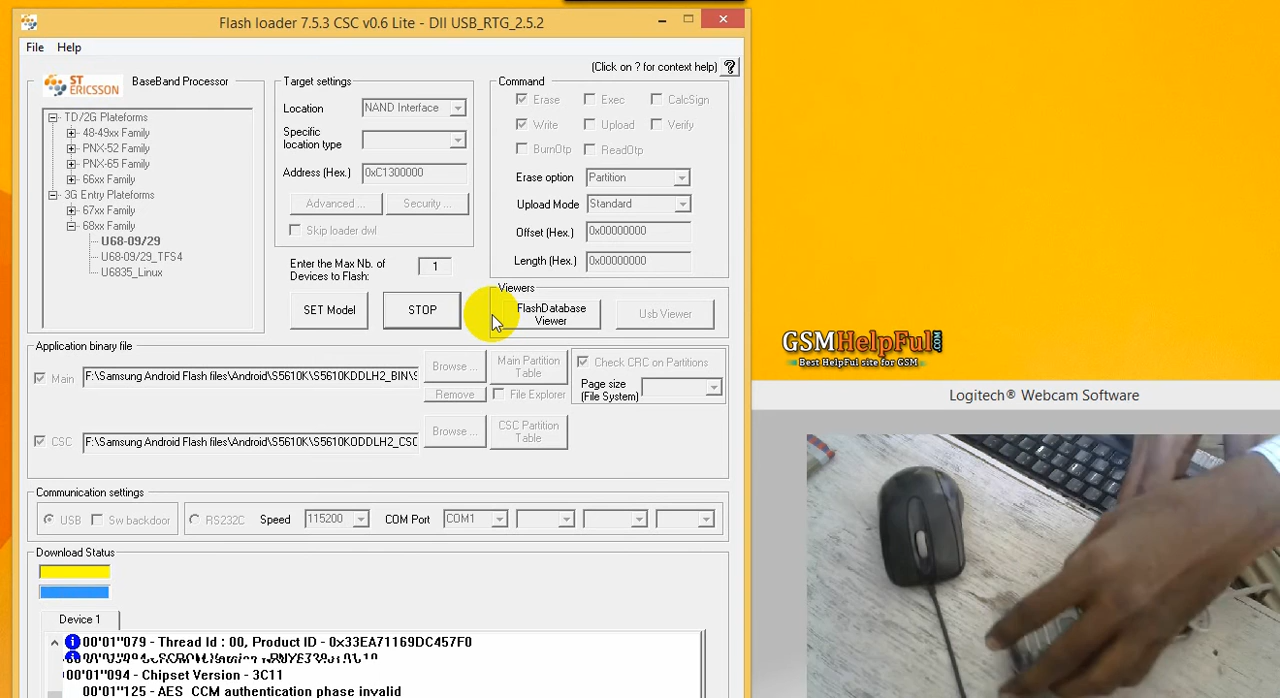 Flash loader 7.5.3 CSC v0.6 Lite - DII USB_RTG_2.5.2
File Help
(Click on ? for context help) ?
ST ERICSSON
BaseBand Processor
TD/2G Plateforms
48-49xx Family
PNX-52 Family
PNX-65 Family
66xx Family
3G Entry Plateforms
67xx Family
68xx Family
U68-09/29
U68-09/29_TFS4
U6835_Linux
Target settings
Location NAND Interface
Specific location type
Address (Hex.) 0xC1300000
Advanced ... Security ...
Skip loader dwl
Enter the Max Nb. of Devices to Flash: 1
SET Model STOP
Command
Erase Exec CalcSign
Write Upload Verify
BurnOtp ReadOtp
Erase option Partition
Upload Mode Standard
Offset (Hex.) 0x00000000
Length (Hex.) 0x00000000
Viewers
FlashDatabase Viewer Usb Viewer
Application binary file
Main F:\Samsung Android Flash files\Android\S5610K\S5610KDDLH2_BIN\S
Browse ... Main Partition Table
Remove File Explorer
Check CRC on Partitions
Page size (File System)
CSC F:\Samsung Android Flash files\Android\S5610K\S5610KODDLH2_CSC
Browse ... CSC Partition Table
Communication settings
USB Sw backdoor RS232C Speed 115200 COM Port COM1
Download Status
Device 1
00'01"079 - Thread Id : 00, Product ID - 0x33EA71169DC457F0
00'01"094 - Chipset Version - 3C11
00'01"125 - AES_CCM authentication phase invalid
GSMHelpFul.COM
Best HelpFul site for GSM
Logitech® Webcam Software